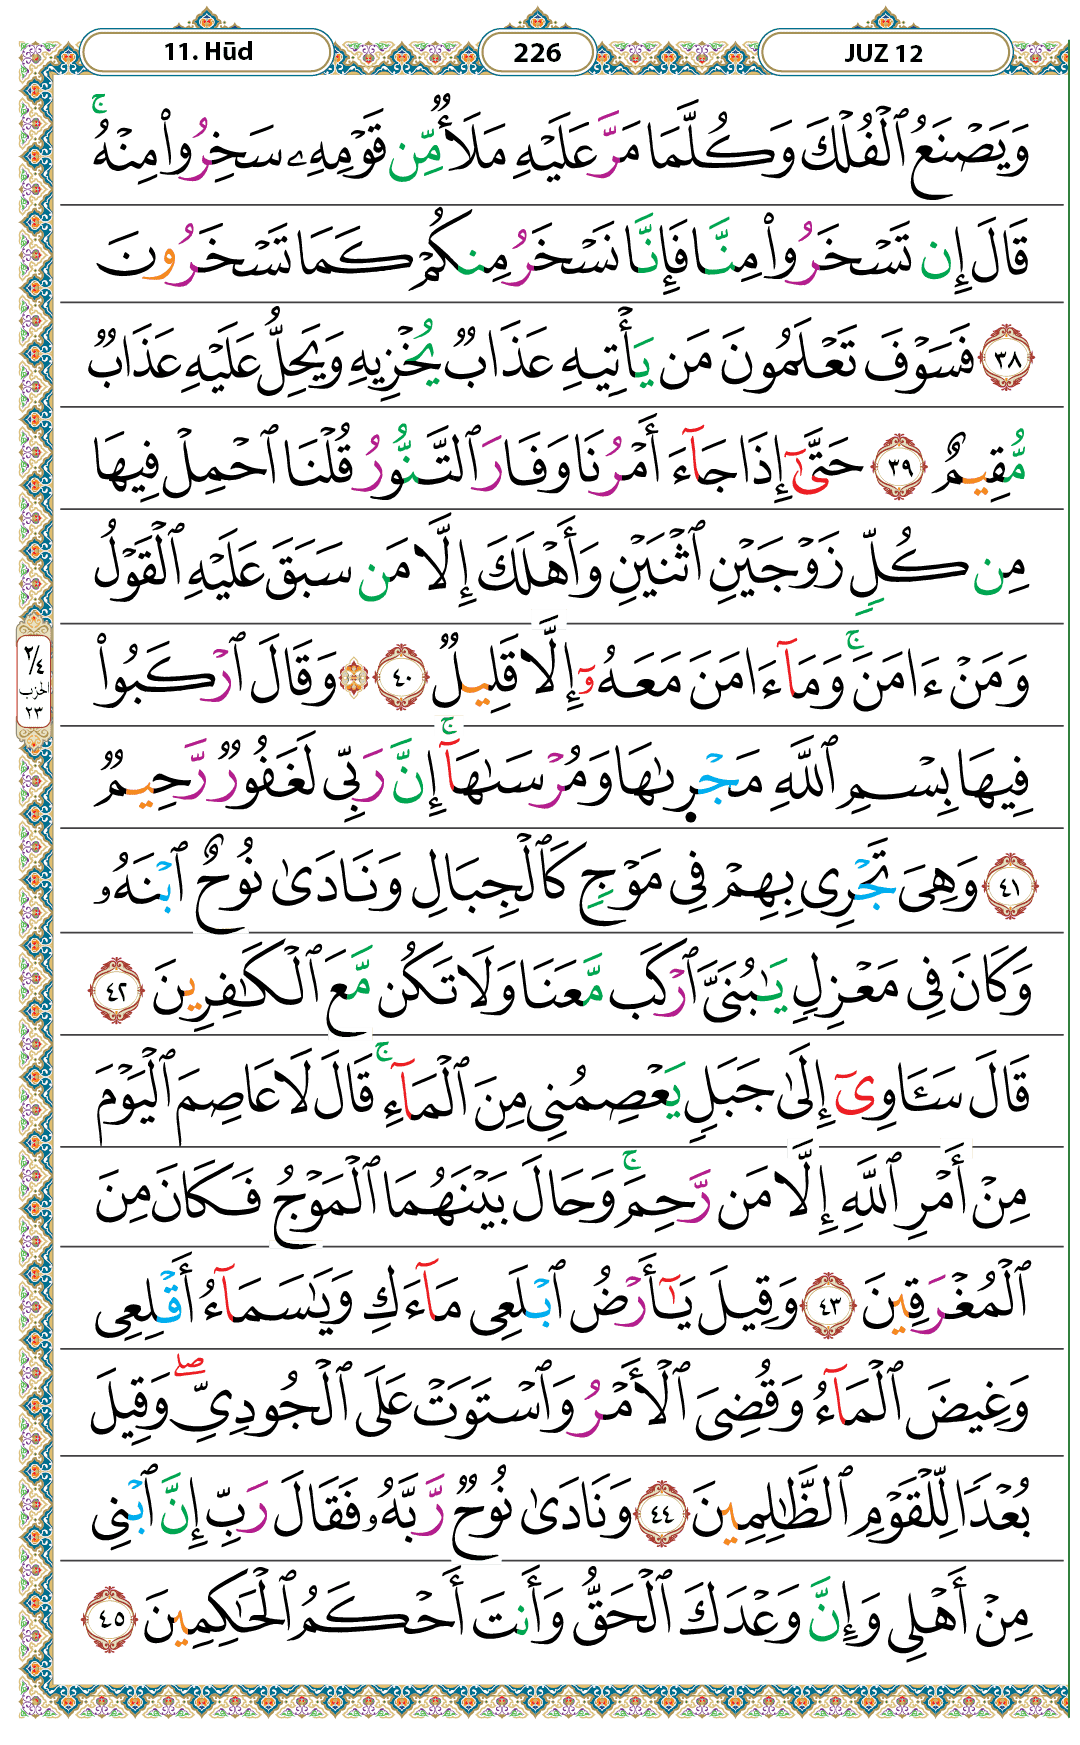 11. Hūd 226 JUZ 12
وَيَصْنَعُ ٱلْفُلْكَ وَكُلَّمَا مَرَّ عَلَيْهِ مَلَأٌ مِّن قَوْمِهِۦ سَخِرُوا۟ مِنْهُ ۚ
قَالَ إِن تَسْخَرُوا۟ مِنَّا فَإِنَّا نَسْخَرُ مِنكُمْ كَمَا تَسْخَرُونَ
٣٨ فَسَوْفَ تَعْلَمُونَ مَن يَأْتِيهِ عَذَابٌ يُخْزِيهِ وَيَحِلُّ عَلَيْهِ عَذَابٌ
مُّقِيمٌ ٣٩ حَتَّىٰٓ إِذَا جَآءَ أَمْرُنَا وَفَارَ ٱلتَّنُّورُ قُلْنَا ٱحْمِلْ فِيهَا
مِن كُلٍّ زَوْجَيْنِ ٱثْنَيْنِ وَأَهْلَكَ إِلَّا مَن سَبَقَ عَلَيْهِ ٱلْقَوْلُ
وَمَنْ ءَامَنَ ۚ وَمَآ ءَامَنَ مَعَهُۥٓ إِلَّا قَلِيلٌ ٤٠ ۞ وَقَالَ ٱرْكَبُوا۟
فِيهَا بِسْمِ ٱللَّهِ مَجْر۪ىٰهَا وَمُرْسَىٰهَآ ۚ إِنَّ رَبِّى لَغَفُورٌ رَّحِيمٌ
٤١ وَهِىَ تَجْرِى بِهِمْ فِى مَوْجٍ كَٱلْجِبَالِ وَنَادَىٰ نُوحٌ ٱبْنَهُۥ
وَكَانَ فِى مَعْزِلٍ يَـٰبُنَىَّ ٱرْكَب مَّعَنَا وَلَا تَكُن مَّعَ ٱلْكَـٰفِرِينَ ٤٢
قَالَ سَـَٔاوِىٓ إِلَىٰ جَبَلٍ يَعْصِمُنِى مِنَ ٱلْمَآءِ ۚ قَالَ لَا عَاصِمَ ٱلْيَوْمَ
مِنْ أَمْرِ ٱللَّهِ إِلَّا مَن رَّحِمَ ۚ وَحَالَ بَيْنَهُمَا ٱلْمَوْجُ فَكَانَ مِنَ
ٱلْمُغْرَقِينَ ٤٣ وَقِيلَ يَـٰٓأَرْضُ ٱبْلَعِى مَآءَكِ وَيَـٰسَمَآءُ أَقْلِعِى
وَغِيضَ ٱلْمَآءُ وَقُضِىَ ٱلْأَمْرُ وَٱسْتَوَتْ عَلَى ٱلْجُودِىِّ ۖ وَقِيلَ
بُعْدًا لِّلْقَوْمِ ٱلظَّـٰلِمِينَ ٤٤ وَنَادَىٰ نُوحٌ رَّبَّهُۥ فَقَالَ رَبِّ إِنَّ ٱبْنِى
مِنْ أَهْلِى وَإِنَّ وَعْدَكَ ٱلْحَقُّ وَأَنتَ أَحْكَمُ ٱلْحَـٰكِمِينَ ٤٥
٢/٤
الحزب
٢٣